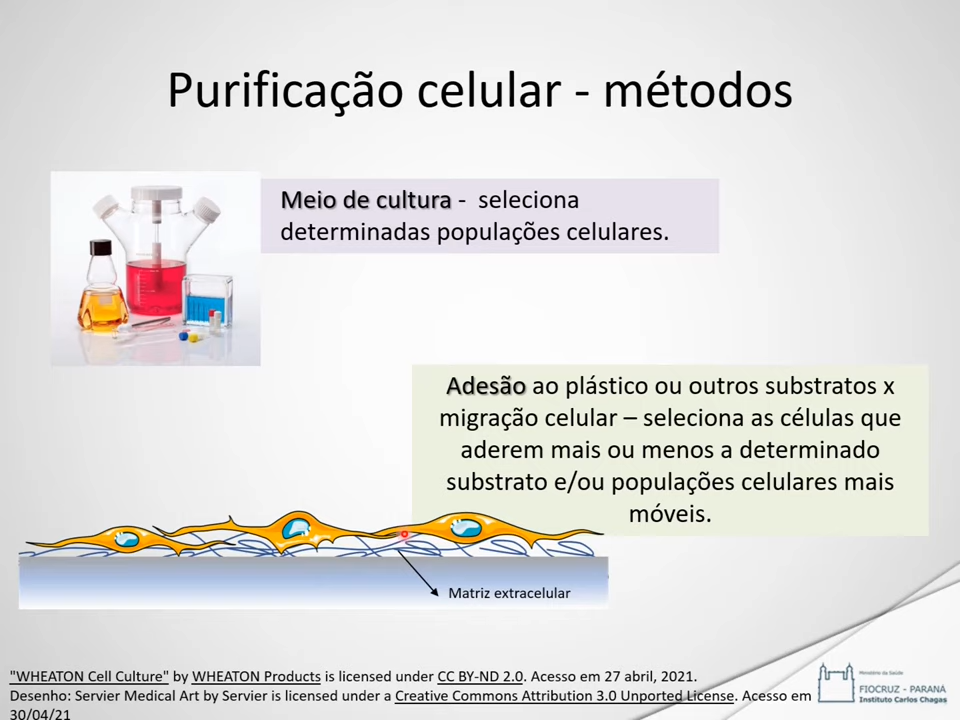 Purificação celular - métodos
Meio de cultura - seleciona
determinadas populações celulares.
Adesão ao plástico ou outros substratos x
migração celular – seleciona as células que
aderem mais ou menos a determinado
substrato e/ou populações celulares mais
móveis.
Matriz extracelular
"WHEATON Cell Culture" by WHEATON Products is licensed under CC BY-ND 2.0. Acesso em 27 abril, 2021.
Desenho: Servier Medical Art by Servier is licensed under a Creative Commons Attribution 3.0 Unported License. Acesso em
30/04/21
Ministério da Saúde
FIOCRUZ - PARANÁ
Instituto Carlos Chagas